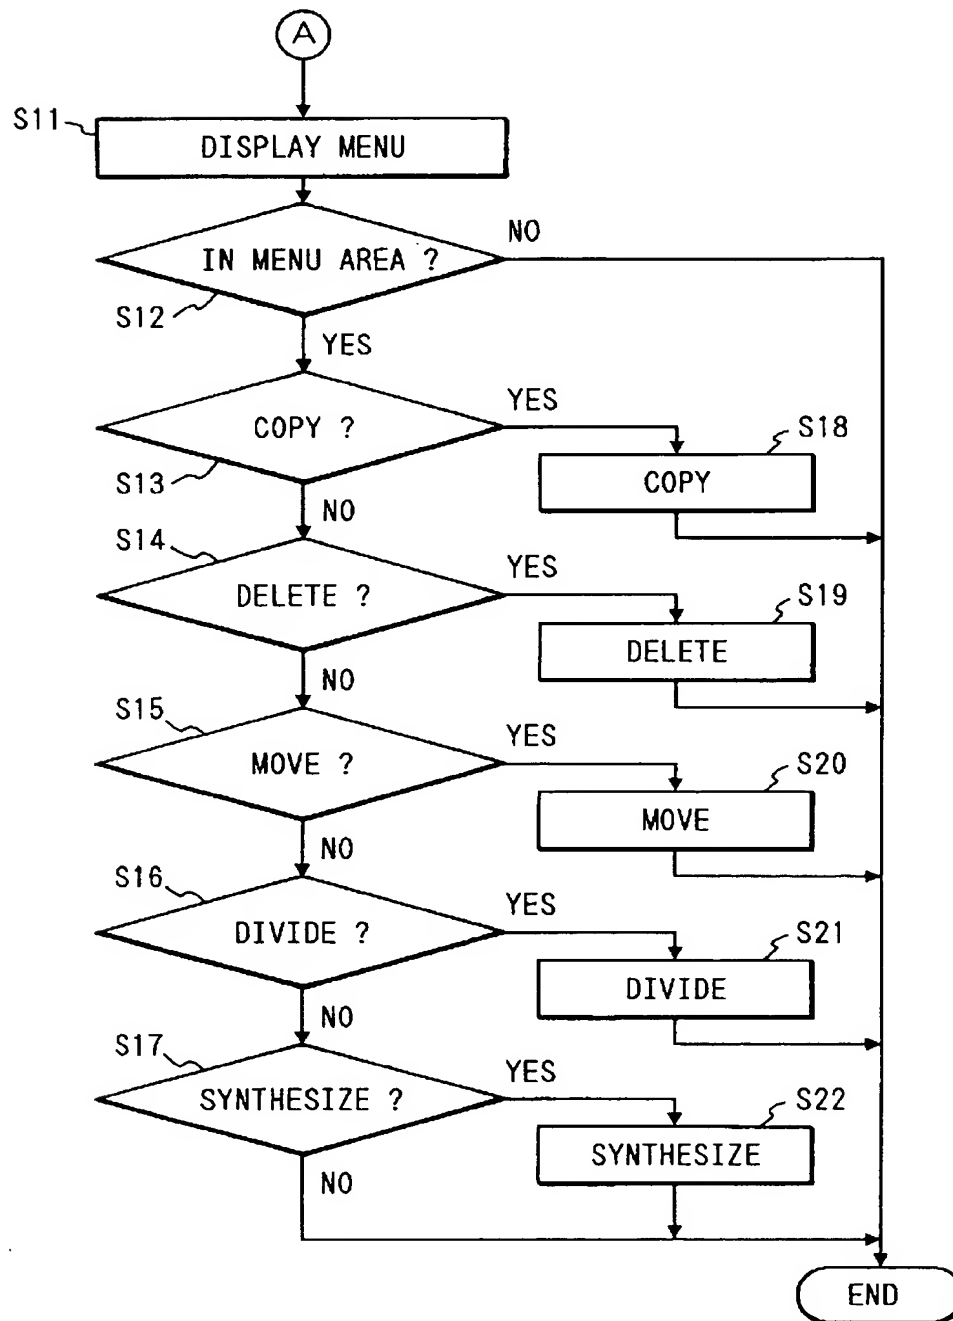 A
S11
DISPLAY MENU
NO
IN MENU AREA ?
S12
YES
YES
COPY ?
S18
COPY
S13
NO
S14
YES
DELETE ?
S19
DELETE
NO
S15
YES
MOVE ?
S20
MOVE
NO
S16
YES
DIVIDE ?
S21
DIVIDE
NO
S17
YES
SYNTHESIZE ?
S22
SYNTHESIZE
NO
END